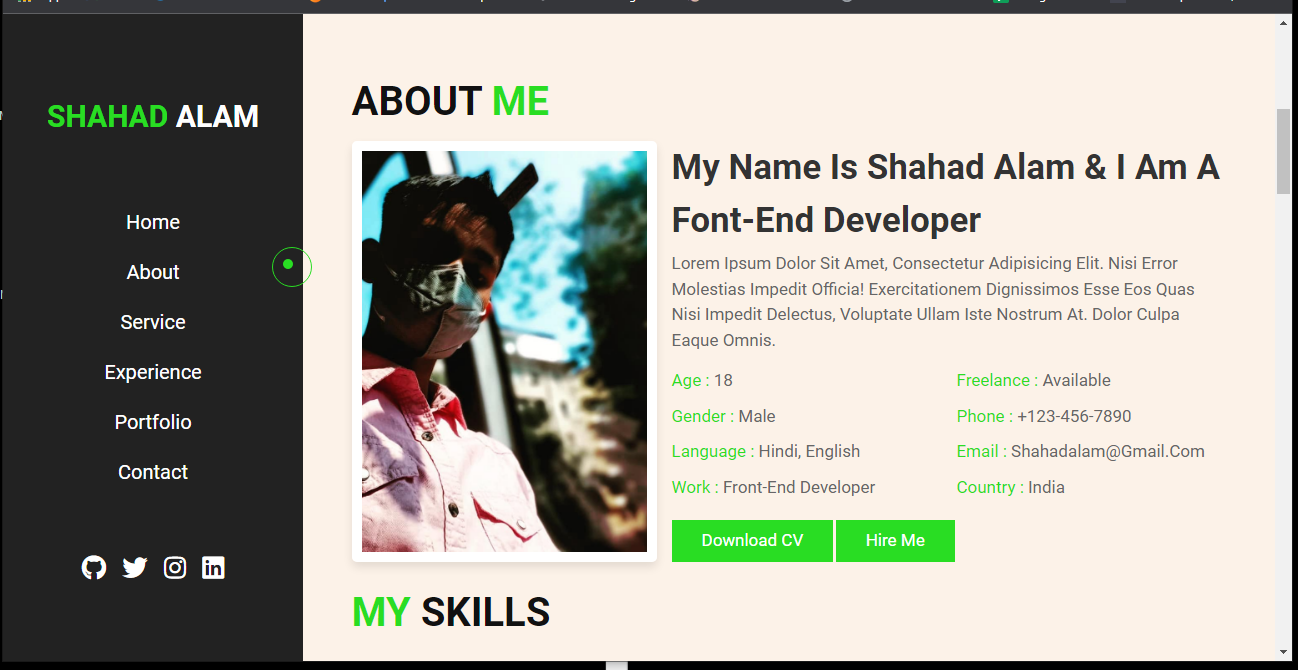 SHAHAD ALAM
Home
About
Service
Experience
Portfolio
Contact
ABOUT ME
My Name Is Shahad Alam & I Am A
Font-End Developer
Lorem Ipsum Dolor Sit Amet, Consectetur Adipisicing Elit. Nisi Error
Molestias Impedit Officia! Exercitationem Dignissimos Esse Eos Quas
Nisi Impedit Delectus, Voluptate Ullam Iste Nostrum At. Dolor Culpa
Eaque Omnis.
Age : 18
Freelance : Available
Gender : Male
Phone : +123-456-7890
Language : Hindi, English
Email : Shahadalam@Gmail.Com
Work : Front-End Developer
Country : India
Download CV
Hire Me
MY SKILLS